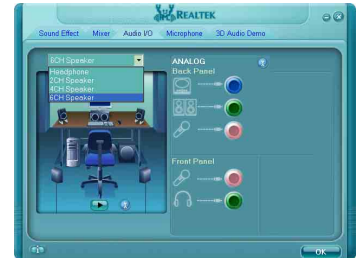 REALTEK
Sound Effect
Mixer
Audio I/O
Microphone
3D Audio Demo
6CH Speaker
Headphone
2CH Speaker
4CH Speaker
6CH Speaker
ANALOG
Back Panel
Front Panel
OK